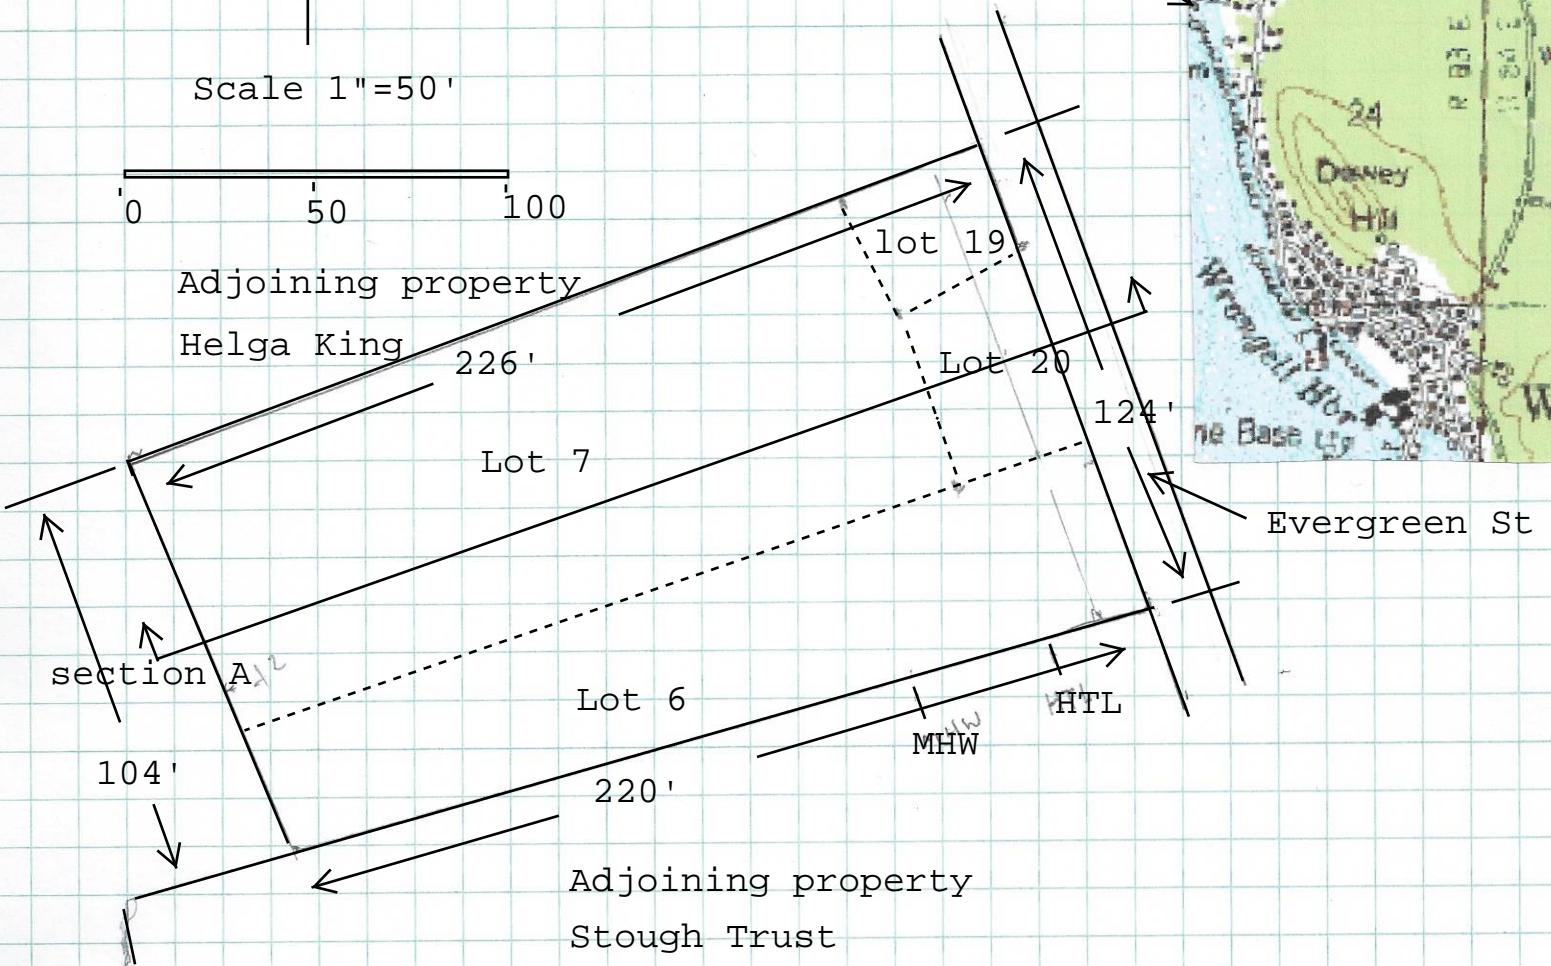 Scale 1"=50'
0 50 100
Adjoining property
Helga King
226'
lot 19
Lot 20
124'
Lot 7
Evergreen St
section A
Lot 6
HTL
MHW
104'
220'
Adjoining property
Stough Trust
24
Dewey
Hill
Wrangell Hbr